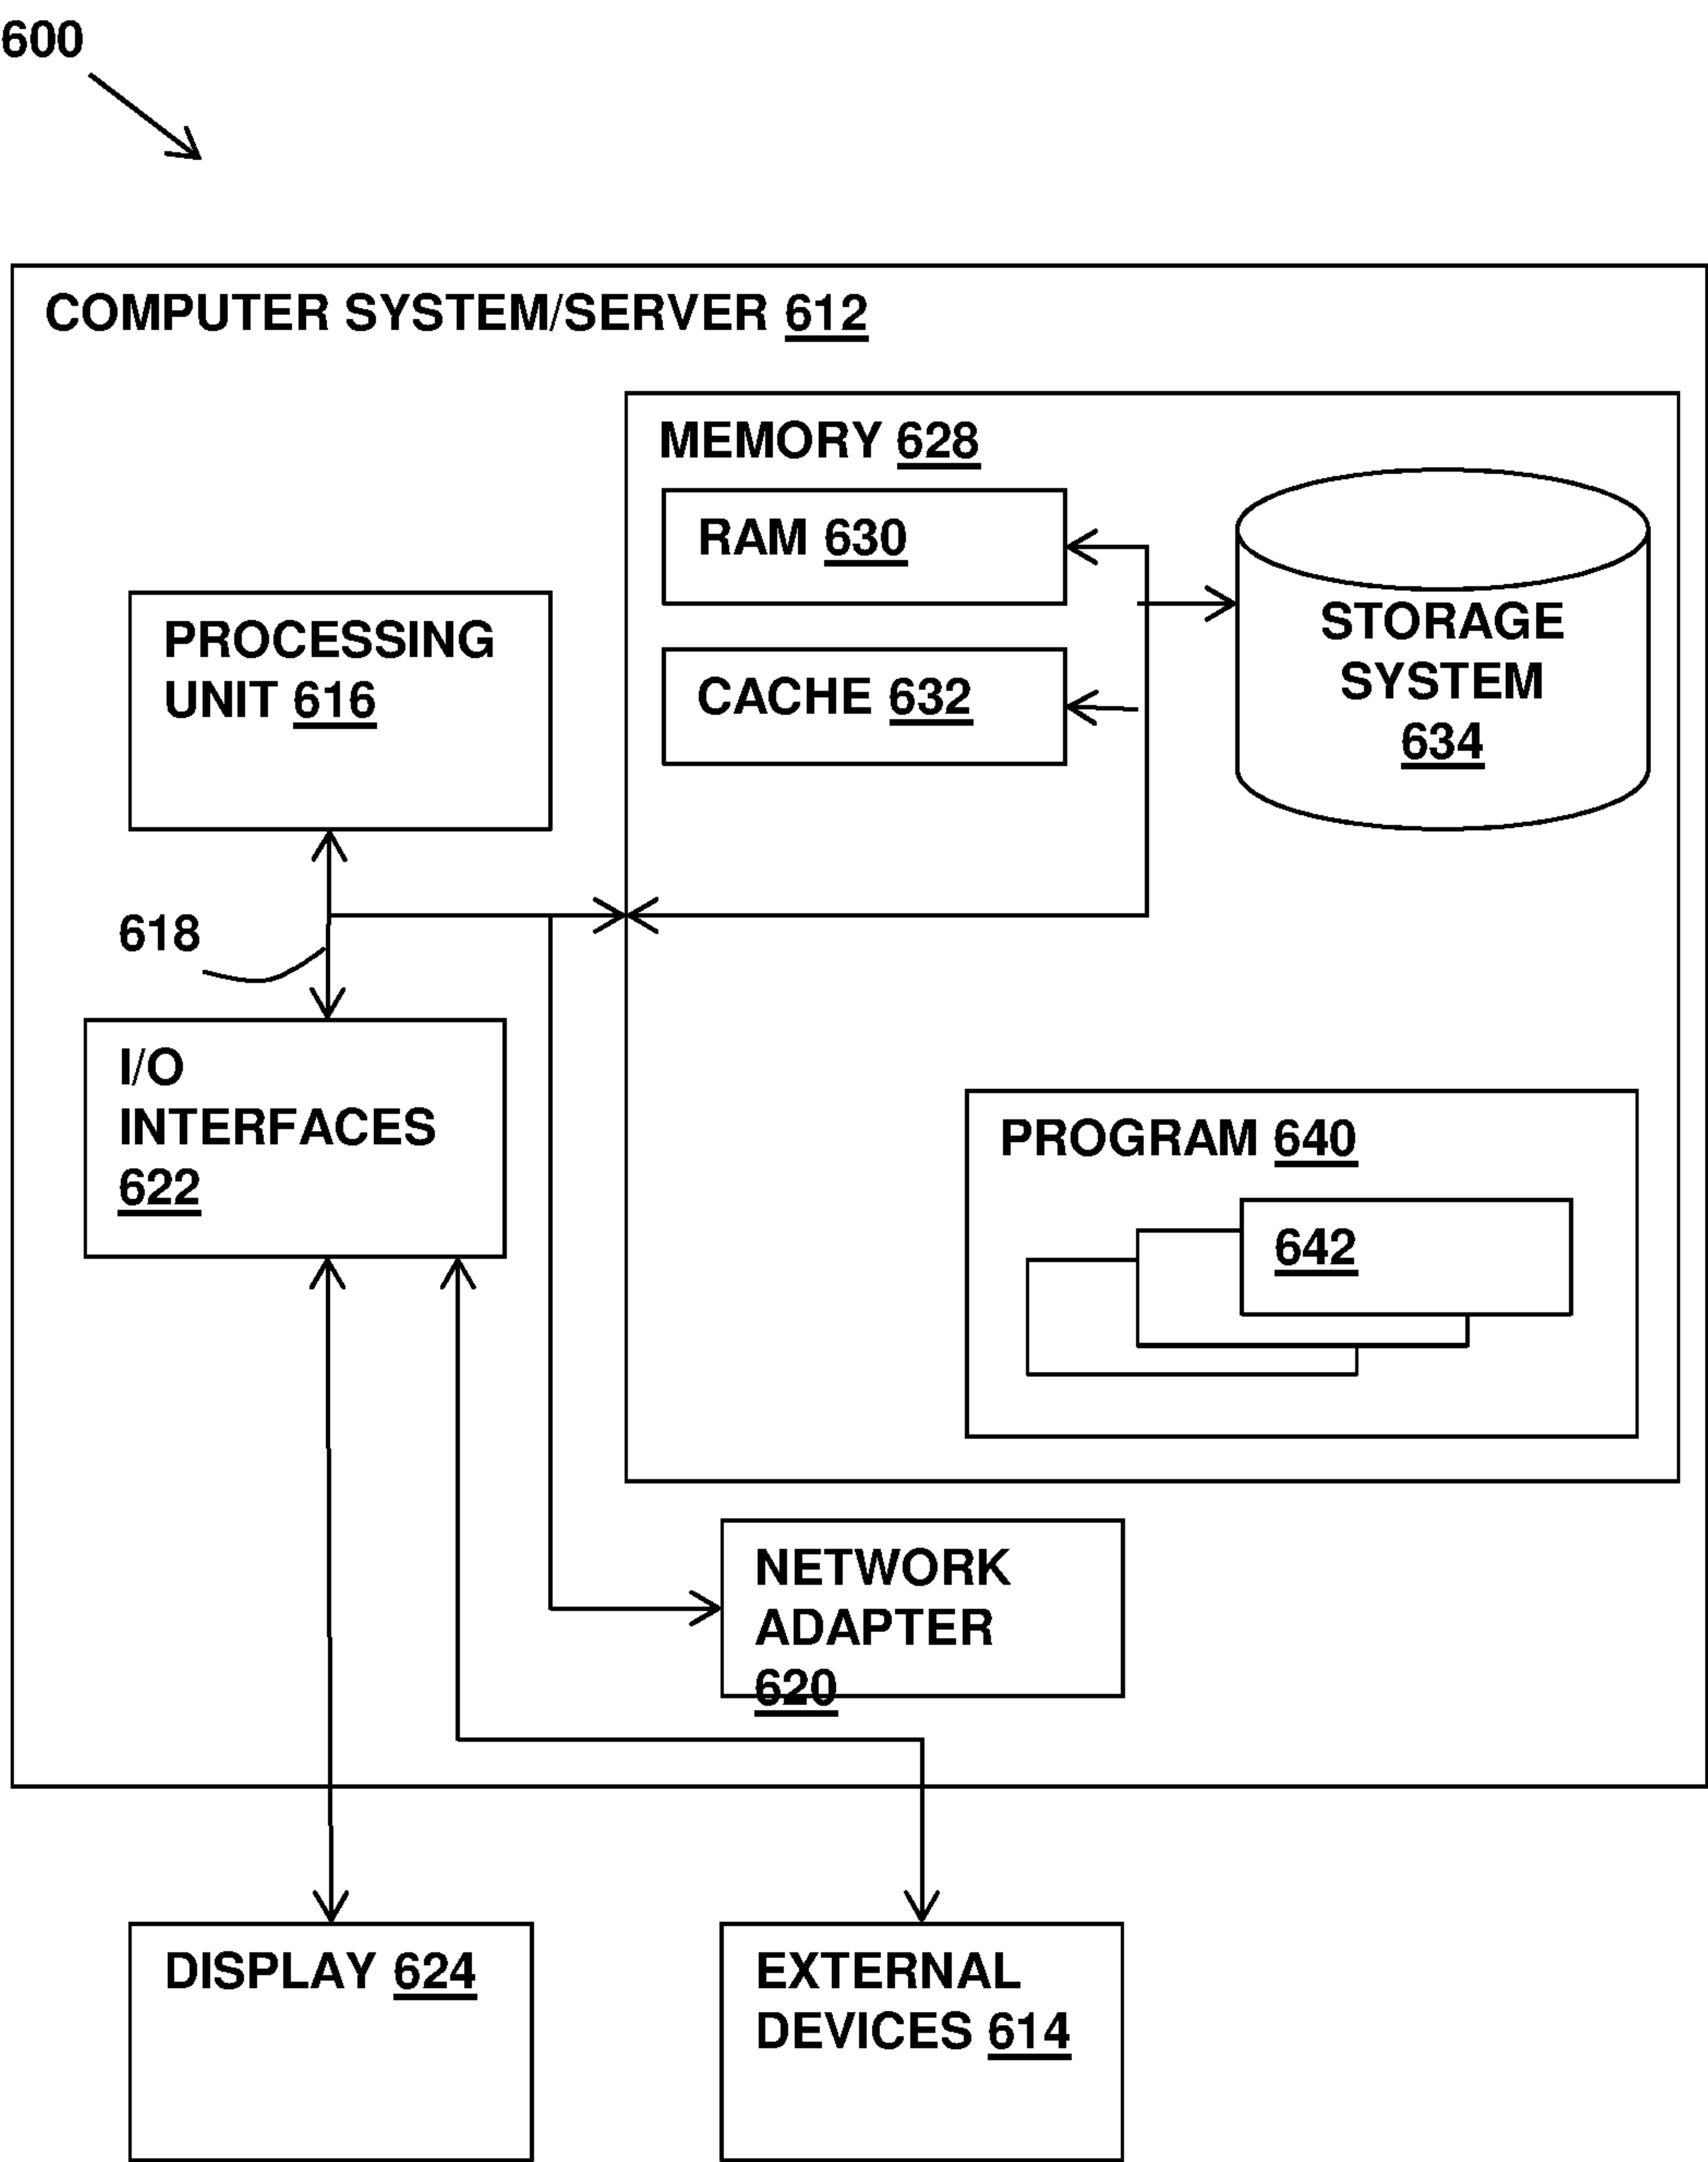 600
COMPUTER SYSTEM/SERVER 612
MEMORY 628
RAM 630
STORAGE
SYSTEM
634
PROCESSING
UNIT 616
CACHE 632
618
I/O
INTERFACES
622
PROGRAM 640
642
NETWORK
ADAPTER
620
DISPLAY 624
EXTERNAL
DEVICES 614